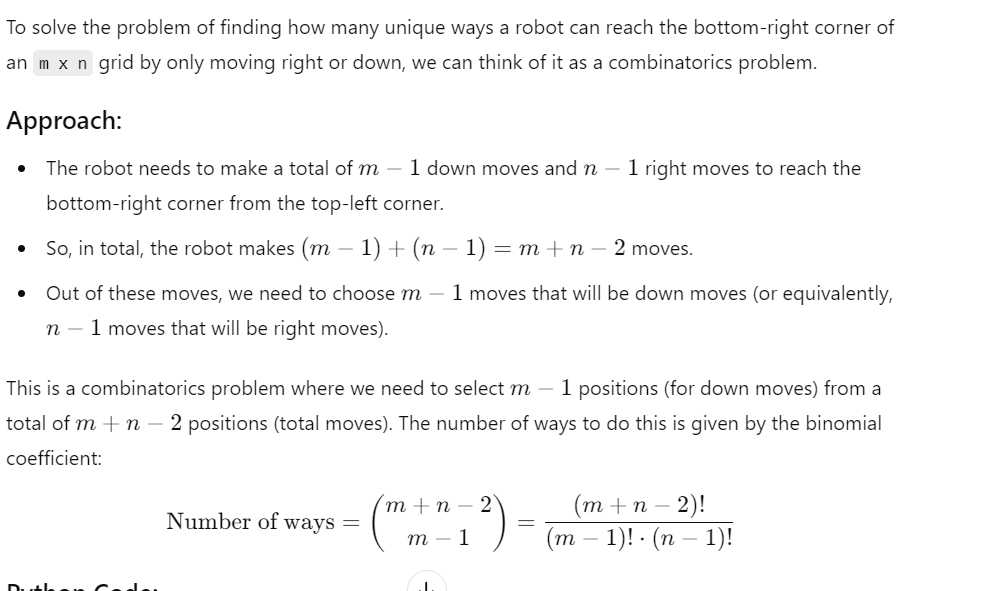 To solve the problem of finding how many unique ways a robot can reach the bottom-right corner of
an m x n grid by only moving right or down, we can think of it as a combinatorics problem.
Approach:
• The robot needs to make a total of m − 1 down moves and n − 1 right moves to reach the
bottom-right corner from the top-left corner.
• So, in total, the robot makes (m − 1) + (n − 1) = m + n − 2 moves.
• Out of these moves, we need to choose m − 1 moves that will be down moves (or equivalently,
n − 1 moves that will be right moves).
This is a combinatorics problem where we need to select m − 1 positions (for down moves) from a
total of m + n − 2 positions (total moves). The number of ways to do this is given by the binomial
coefficient:
Number of ways = (m + n − 2 m − 1) = (m + n − 2)! / (m − 1)! · (n − 1)!
Python Code: